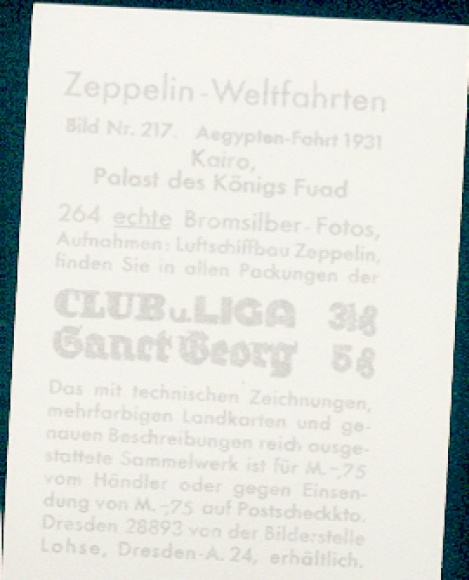 Zeppelin-Weltfahrten
Bild Nr. 217. Aegypten-Fahrt 1931
Kairo,
Palast des Königs Fuad
264 echte Bromsilber-Fotos,
Aufnahmen: Luftschiffbau Zeppelin,
finden Sie in allen Packungen der
CLUB u. LIGA 3⅓ ₰
Sanct Georg 5 ₰
Das mit technischen Zeichnungen,
mehrfarbigen Landkarten und ge-
nauen Beschreibungen reich ausge-
stattete Sammelwerk ist für M.-,75
vom Händler oder gegen Einsen-
dung von M.-,75 auf Postscheckkto.
Dresden 28893 von der Bilderstelle
Lohse, Dresden-A. 24, erhältlich.